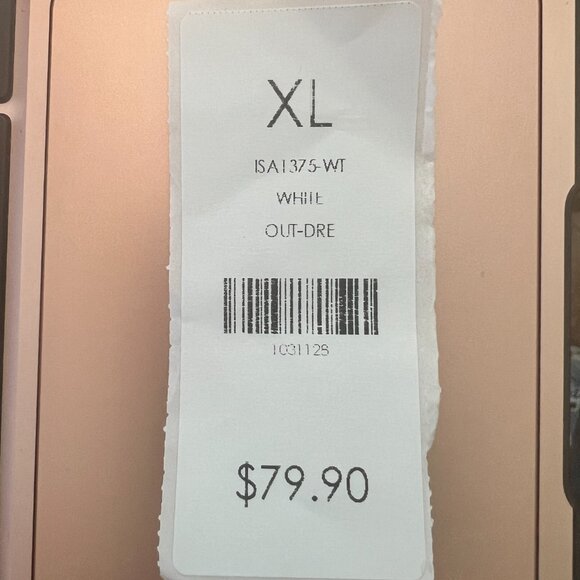 XL
ISA1375-WT
WHITE
OUT-DRE
1031128
$79.90